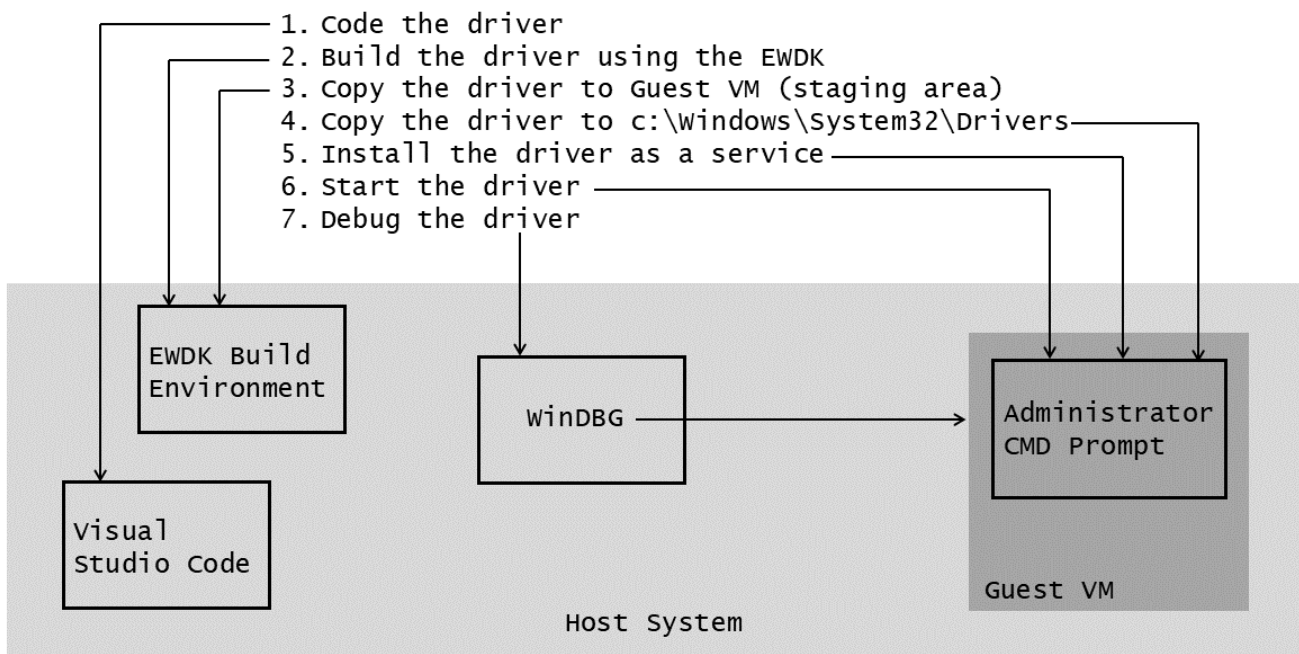 1. Code the driver
2. Build the driver using the EWDK
3. Copy the driver to Guest VM (staging area)
4. Copy the driver to c:\Windows\System32\Drivers
5. Install the driver as a service
6. Start the driver
7. Debug the driver
EWDK Build
Environment
WinDBG
Administrator
CMD Prompt
Visual
Studio Code
Guest VM
Host System